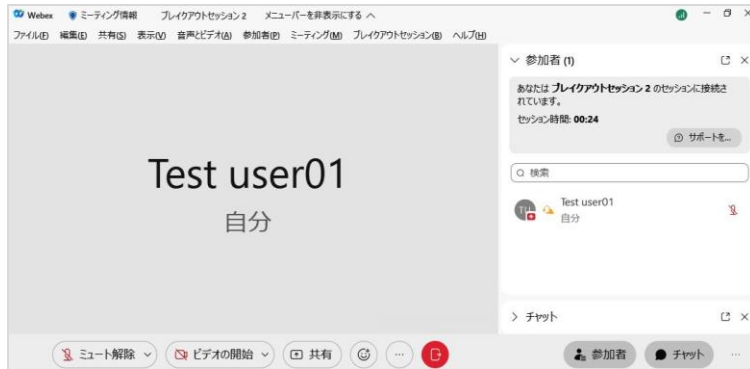 Webex ミーティング情報 ブレイクアウトセッション 2 メニューバーを非表示にする
ファイル(F) 編集(E) 共有(S) 表示(V) 音声とビデオ(A) 参加者(P) ミーティング(M) ブレイクアウトセッション(B) ヘルプ(H)
Test user01
自分
参加者 (1)
あなたは ブレイクアウトセッション 2 のセッションに接続さ
れています。
セッション時間: 00:24
サポートを...
検索
TU
Test user01
自分
チャット
ミュート解除 ビデオの開始 共有 参加者 チャット